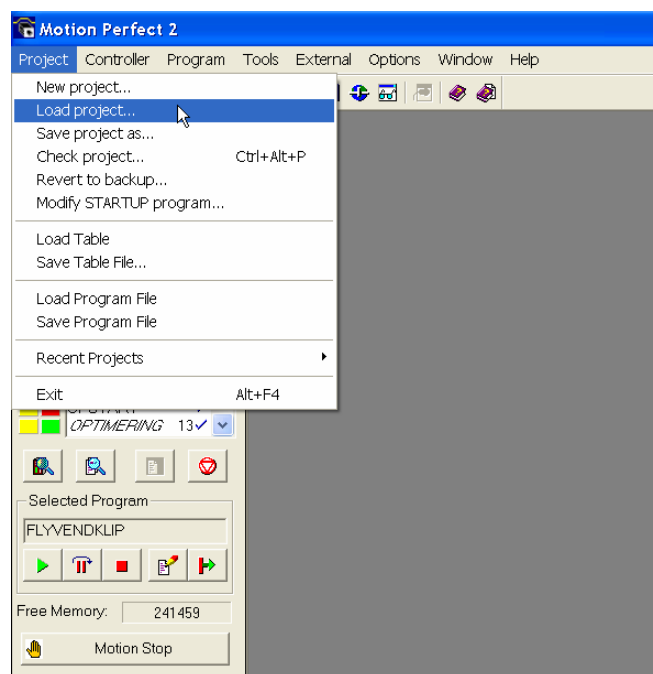 Motion Perfect 2
Project Controller Program Tools External Options Window Help
New project...
Load project...
Save project as...
Check project... Ctrl+Alt+P
Revert to backup...
Modify STARTUP program...
Load Table
Save Table File...
Load Program File
Save Program File
Recent Projects
Exit Alt+F4
OPTIMERING 13
Selected Program
FLYVENDKLIP
Free Memory: 241459
Motion Stop